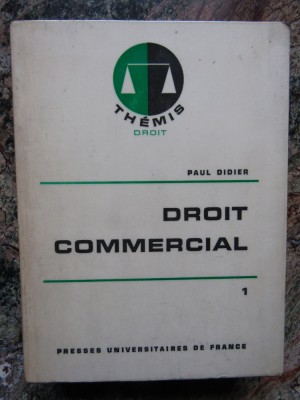 THÉMIS
DROIT
PAUL DIDIER
DROIT
COMMERCIAL
1
PRESSES UNIVERSITAIRES DE FRANCE